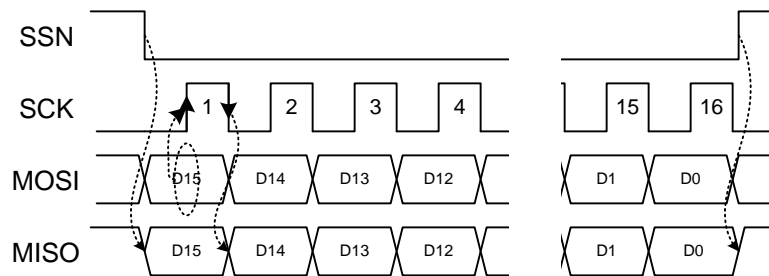 SSN
SCK 1 2 3 4 15 16
MOSI D15 D14 D13 D12 D1 D0
MISO D15 D14 D13 D12 D1 D0